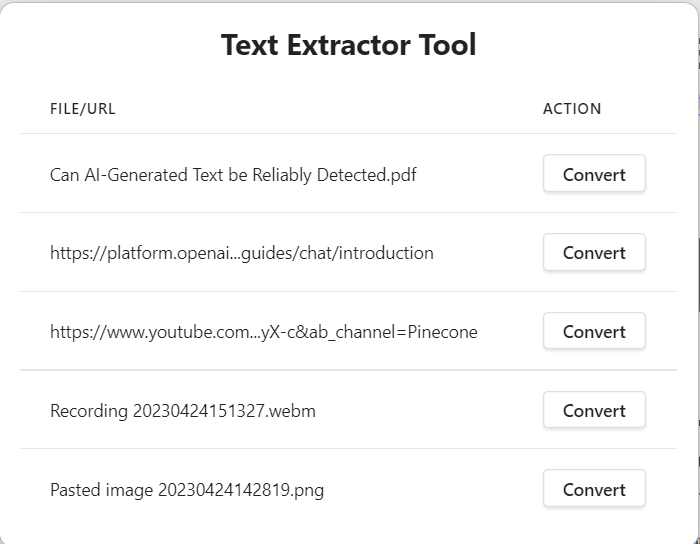 Text Extractor Tool
FILE/URL ACTION
Can AI-Generated Text be Reliably Detected.pdf Convert
https://platform.openai...guides/chat/introduction Convert
https://www.youtube.com...yX-c&ab_channel=Pinecone Convert
Recording 20230424151327.webm Convert
Pasted image 20230424142819.png Convert